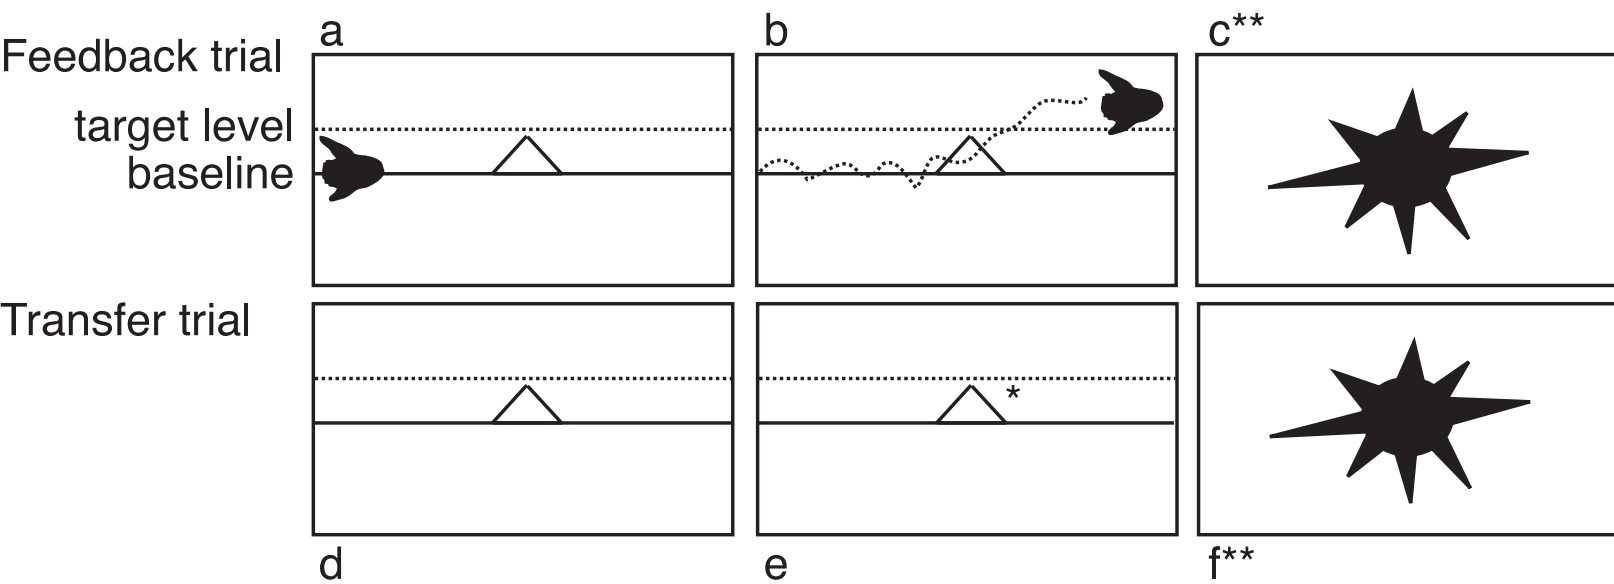 a
b
c**
Feedback trial
target level
baseline
Transfer trial
*
d
e
f**